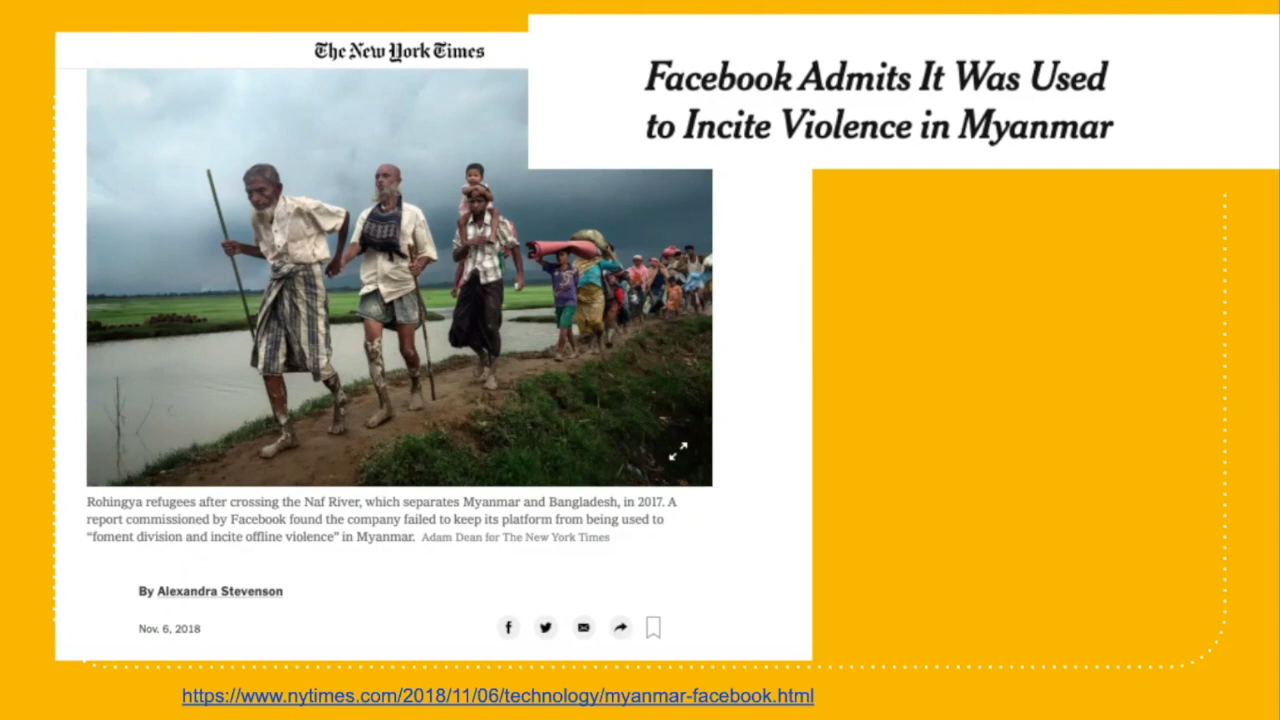 The New York Times
Facebook Admits It Was Used
to Incite Violence in Myanmar
Rohingya refugees after crossing the Naf River, which separates Myanmar and Bangladesh, in 2017. A
report commissioned by Facebook found the company failed to keep its platform from being used to
“foment division and incite offline violence” in Myanmar. Adam Dean for The New York Times
By Alexandra Stevenson
Nov. 6, 2018
https://www.nytimes.com/2018/11/06/technology/myanmar-facebook.html